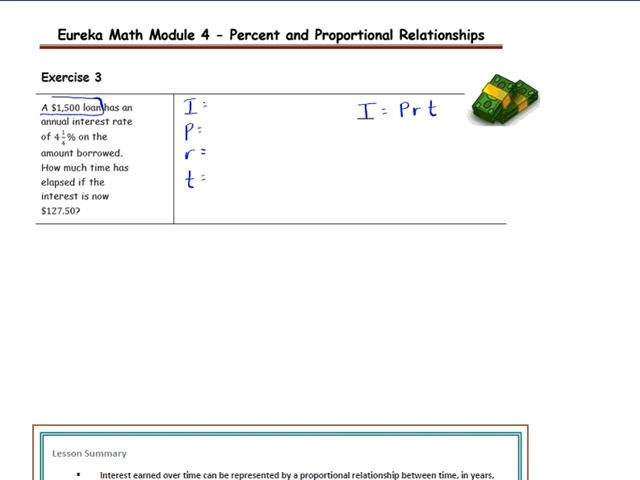 Eureka Math Module 4 - Percent and Proportional Relationships
Exercise 3
A $1,500 loan has an
annual interest rate
of 4 1/4% on the
amount borrowed.
How much time has
elapsed if the
interest is now
$127.50?
I =
P =
r =
t =
I = P r t
Lesson Summary
▪ Interest earned over time can be represented by a proportional relationship between time, in years,